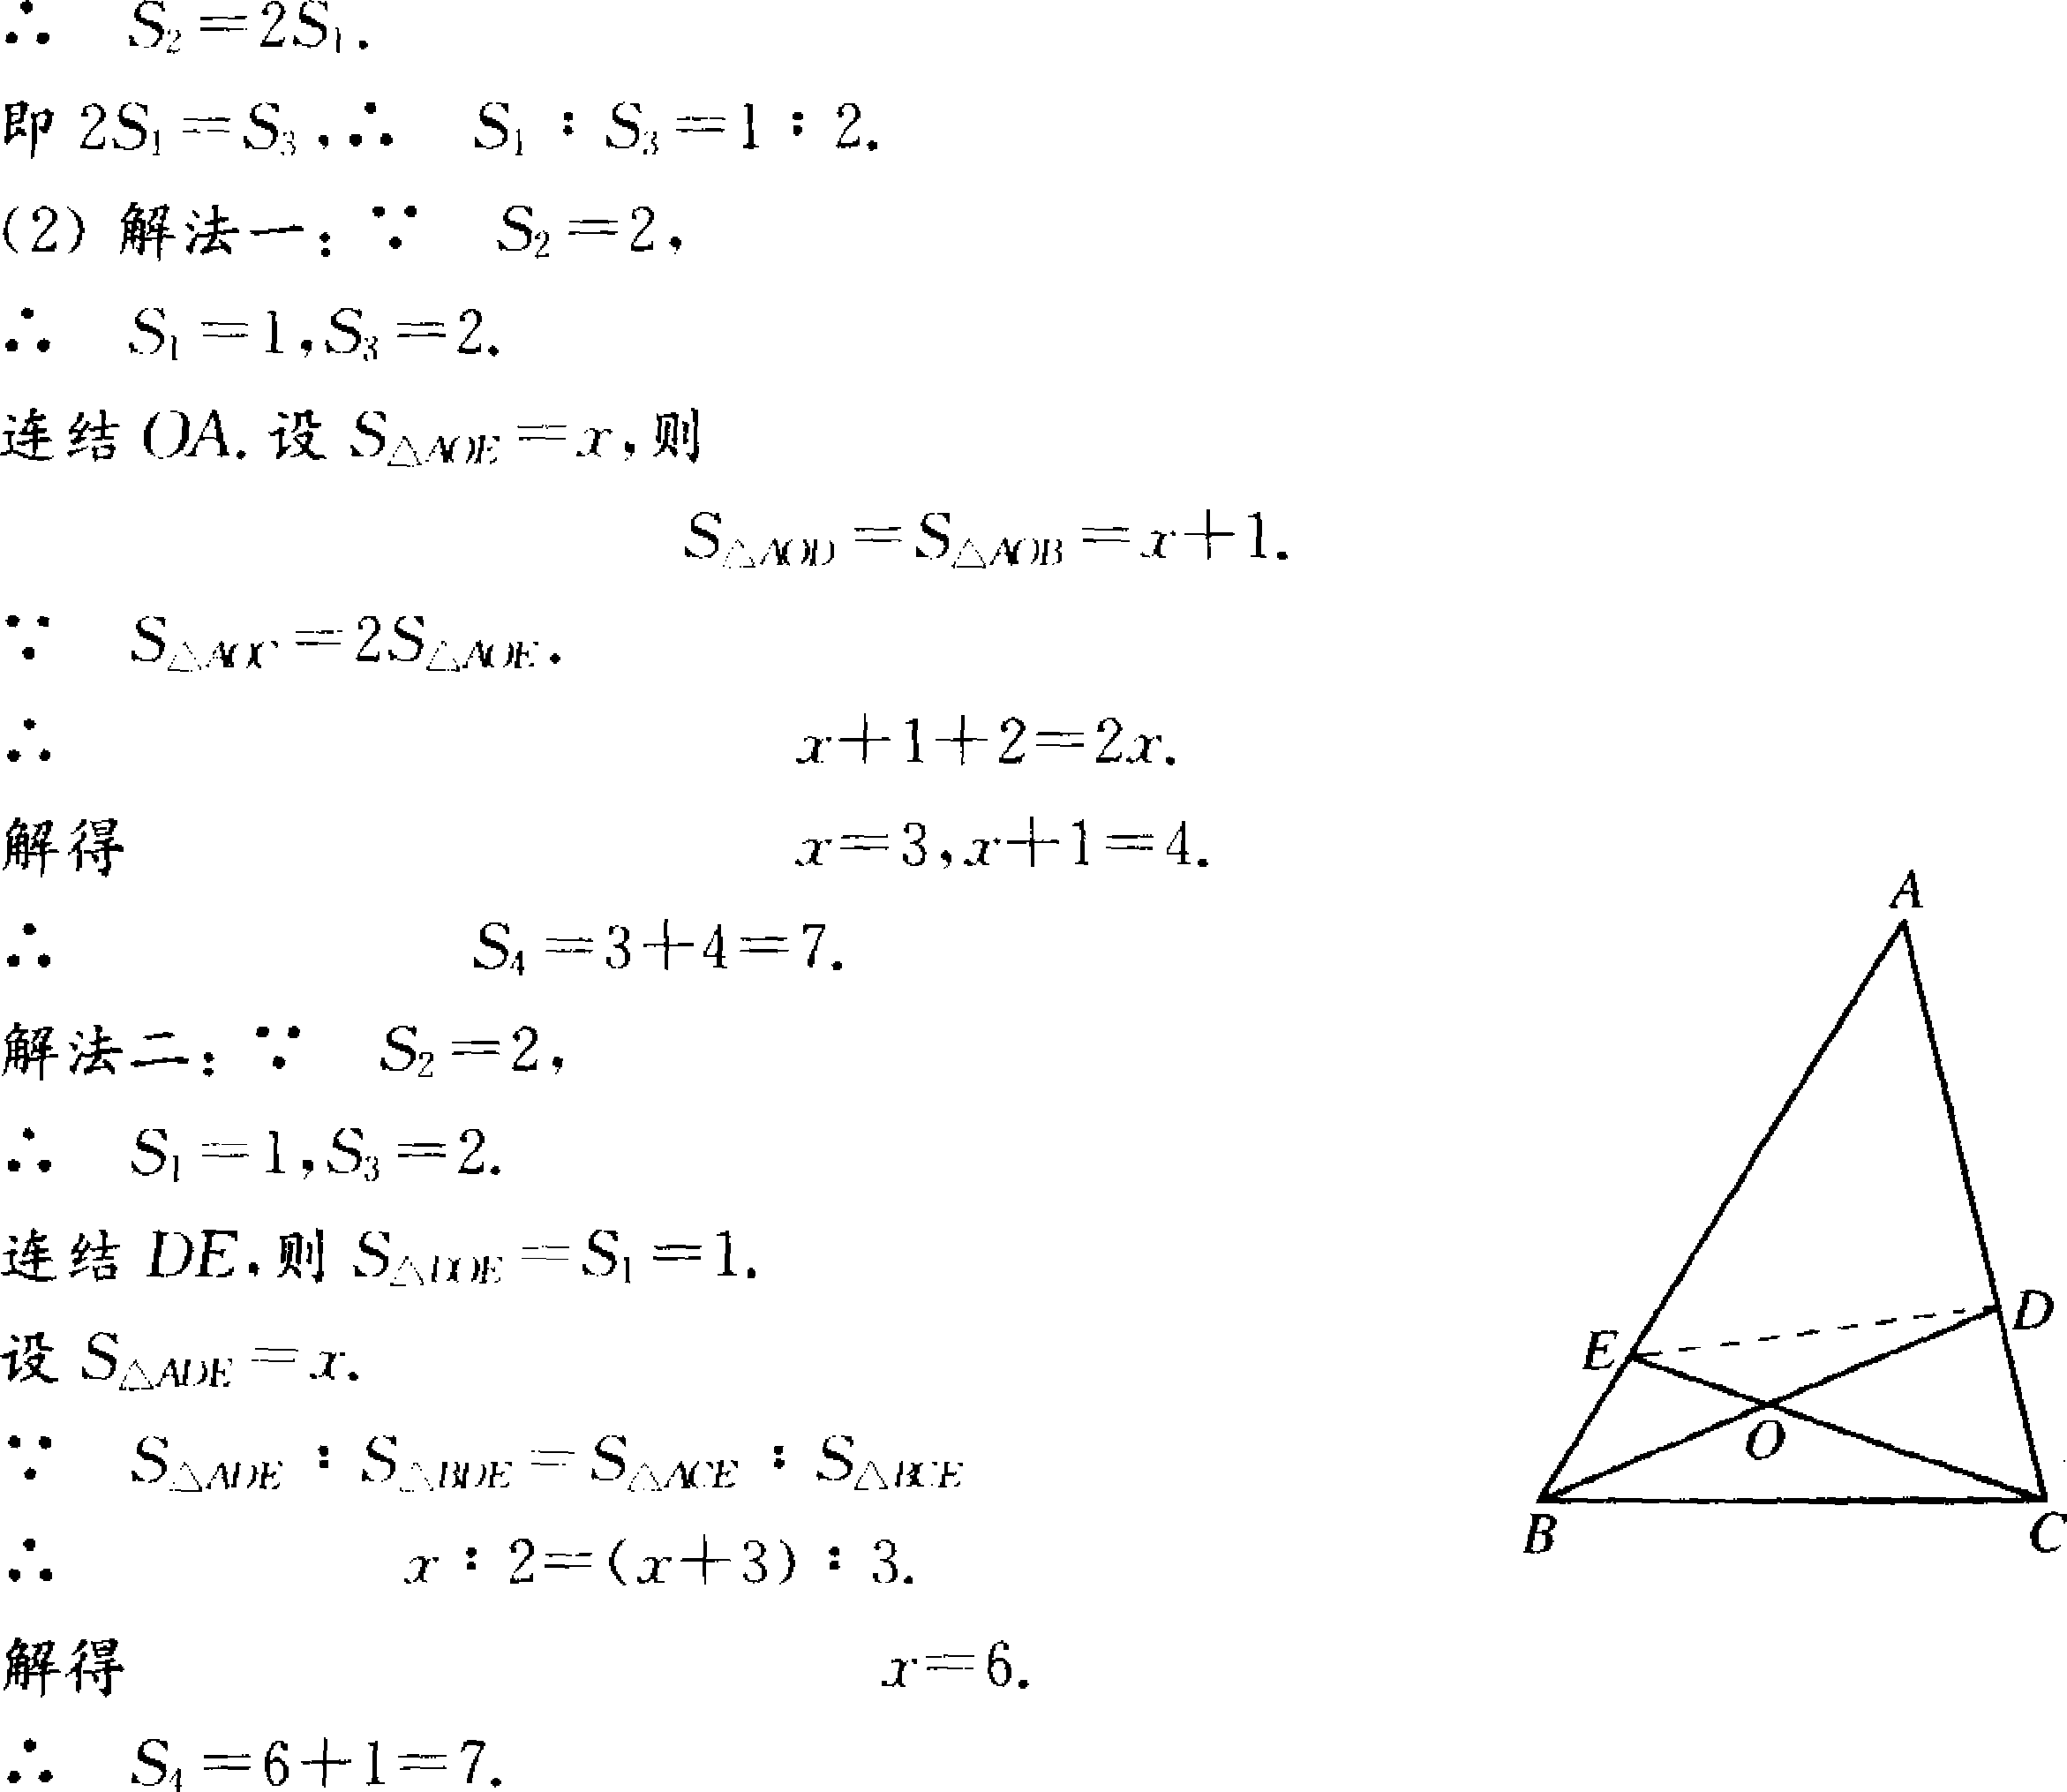 ∴ S₂=2S₁.
即 2S₁=S₃,∴ S₁：S₃=1：2.
(2) 解法一：∵ S₂=2,
∴ S₁=1,S₃=2.
连结 OA. 设 S△AOE=x,则
S△AOD=S△AOB=x+1.
∵ S△AOC=2S△AOE.
∴ x+1+2=2x.
解得 x=3,x+1=4.
∴ S₄=3+4=7.
解法二：∵ S₂=2,
∴ S₁=1,S₃=2.
连结 DE,则 S△DOE=S₁=1.
设 S△ADE=x.
∵ S△ADE：S△BDE=S△ACE：S△BCE
∴ x：2=(x+3)：3.
解得 x=6.
∴ S₄=6+1=7.
A
D
E
O
B
C